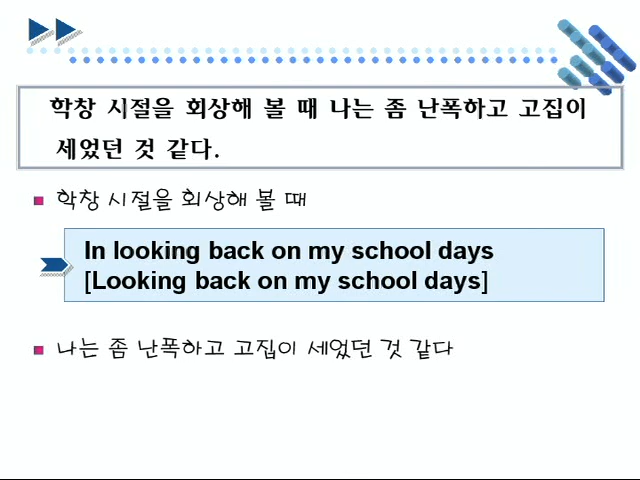 학창 시절을 회상해 볼 때 나는 좀 난폭하고 고집이
세었던 것 같다.
학창 시절을 회상해 볼 때
In looking back on my school days
[Looking back on my school days]
나는 좀 난폭하고 고집이 세었던 것 같다